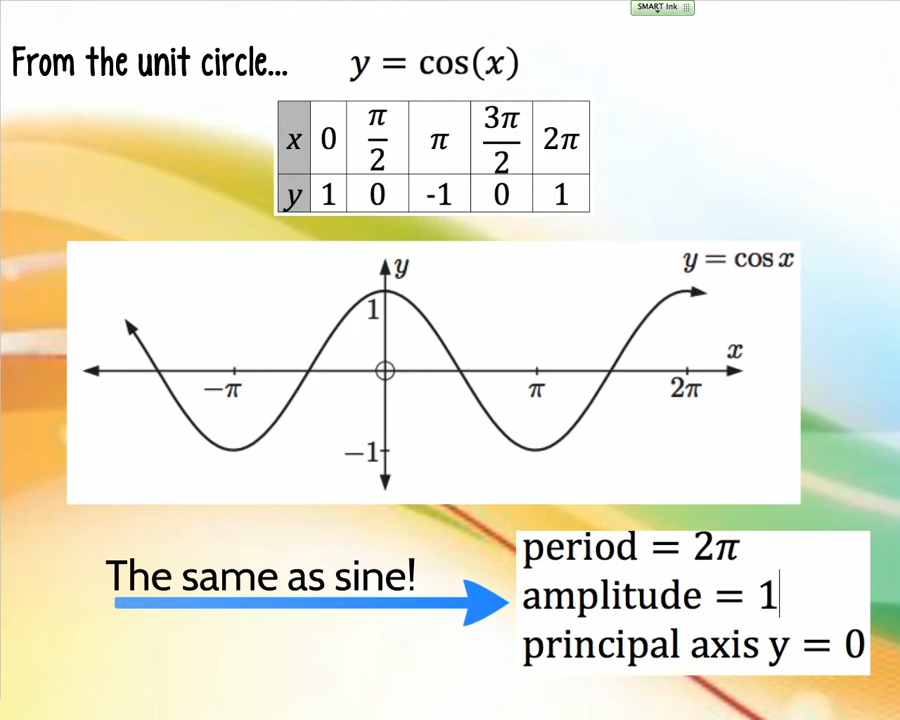 SMART Ink
From the unit circle... y = cos(x)
x 0 π/2 π 3π/2 2π
y 1 0 -1 0 1
y
y = cos x
1
x
−π π 2π
−1
The same as sine!
period = 2π
amplitude = 1
principal axis y = 0